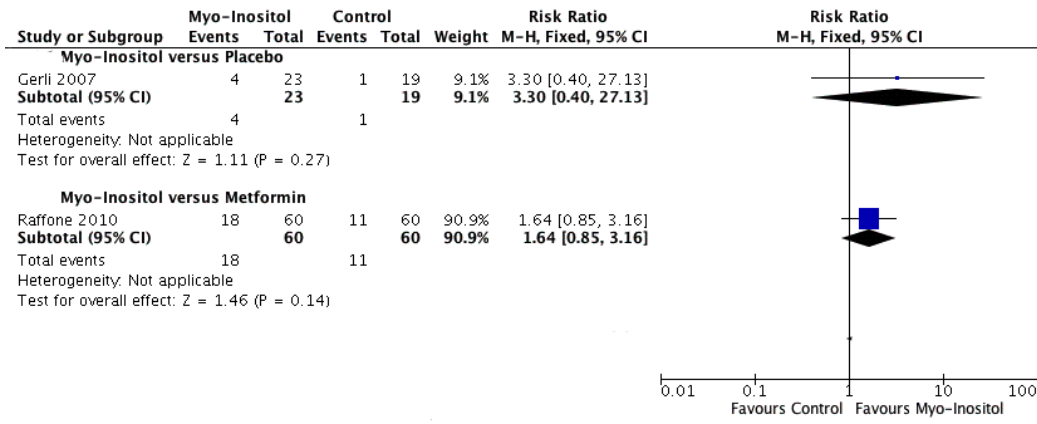 Myo-Inositol Control Risk Ratio Risk Ratio
Study or Subgroup Events Total Events Total Weight M-H, Fixed, 95% CI M-H, Fixed, 95% CI
Myo-Inositol versus Placebo
Gerli 2007 4 23 1 19 9.1% 3.30 [0.40, 27.13]
Subtotal (95% CI) 23 19 9.1% 3.30 [0.40, 27.13]
Total events 4 1
Heterogeneity: Not applicable
Test for overall effect: Z = 1.11 (P = 0.27)
Myo-Inositol versus Metformin
Raffone 2010 18 60 11 60 90.9% 1.64 [0.85, 3.16]
Subtotal (95% CI) 60 60 90.9% 1.64 [0.85, 3.16]
Total events 18 11
Heterogeneity: Not applicable
Test for overall effect: Z = 1.46 (P = 0.14)
0.01 0.1 1 10 100
Favours Control Favours Myo-Inositol